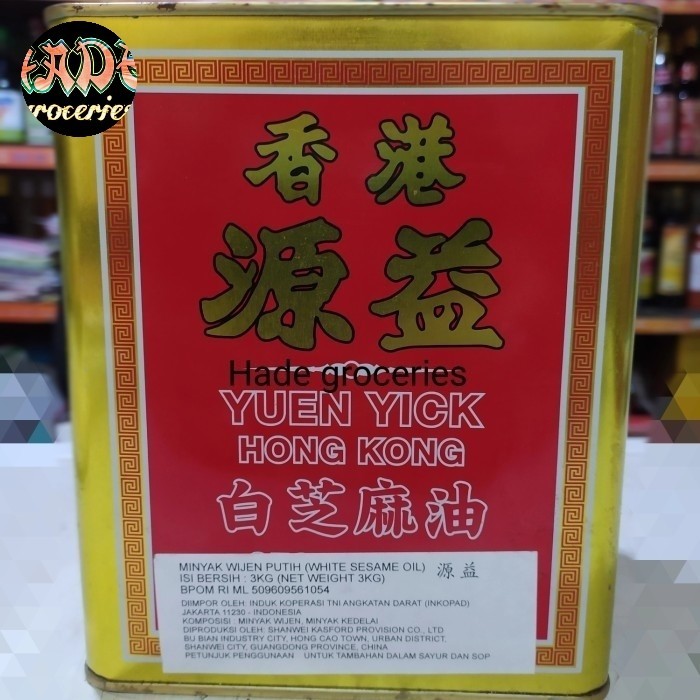 HADE
groceries
香港
源益
Hade groceries
YUEN YICK
HONG KONG
白芝麻油
MINYAK WIJEN PUTIH (WHITE SESAME OIL) 源益
ISI BERSIH : 3KG (NET WEIGHT 3KG)
BPOM RI ML 509609561054
DIIMPOR OLEH: INDUK KOPERASI TNI ANGKATAN DARAT (INKOPAD)
JAKARTA 11230 - INDONESIA
KOMPOSISI : MINYAK WIJEN, MINYAK KEDELAI
DIPRODUKSI OLEH: SHANWEI KASFORD PROVISION CO., LTD
BU BIAN INDUSTRY CITY, HONG CAO TOWN, URBAN DISTRICT,
SHANWEI CITY, GUANGDONG PROVINCE, CHINA
PETUNJUK PENGGUNAAN UNTUK TAMBAHAN DALAM SAYUR DAN SOP